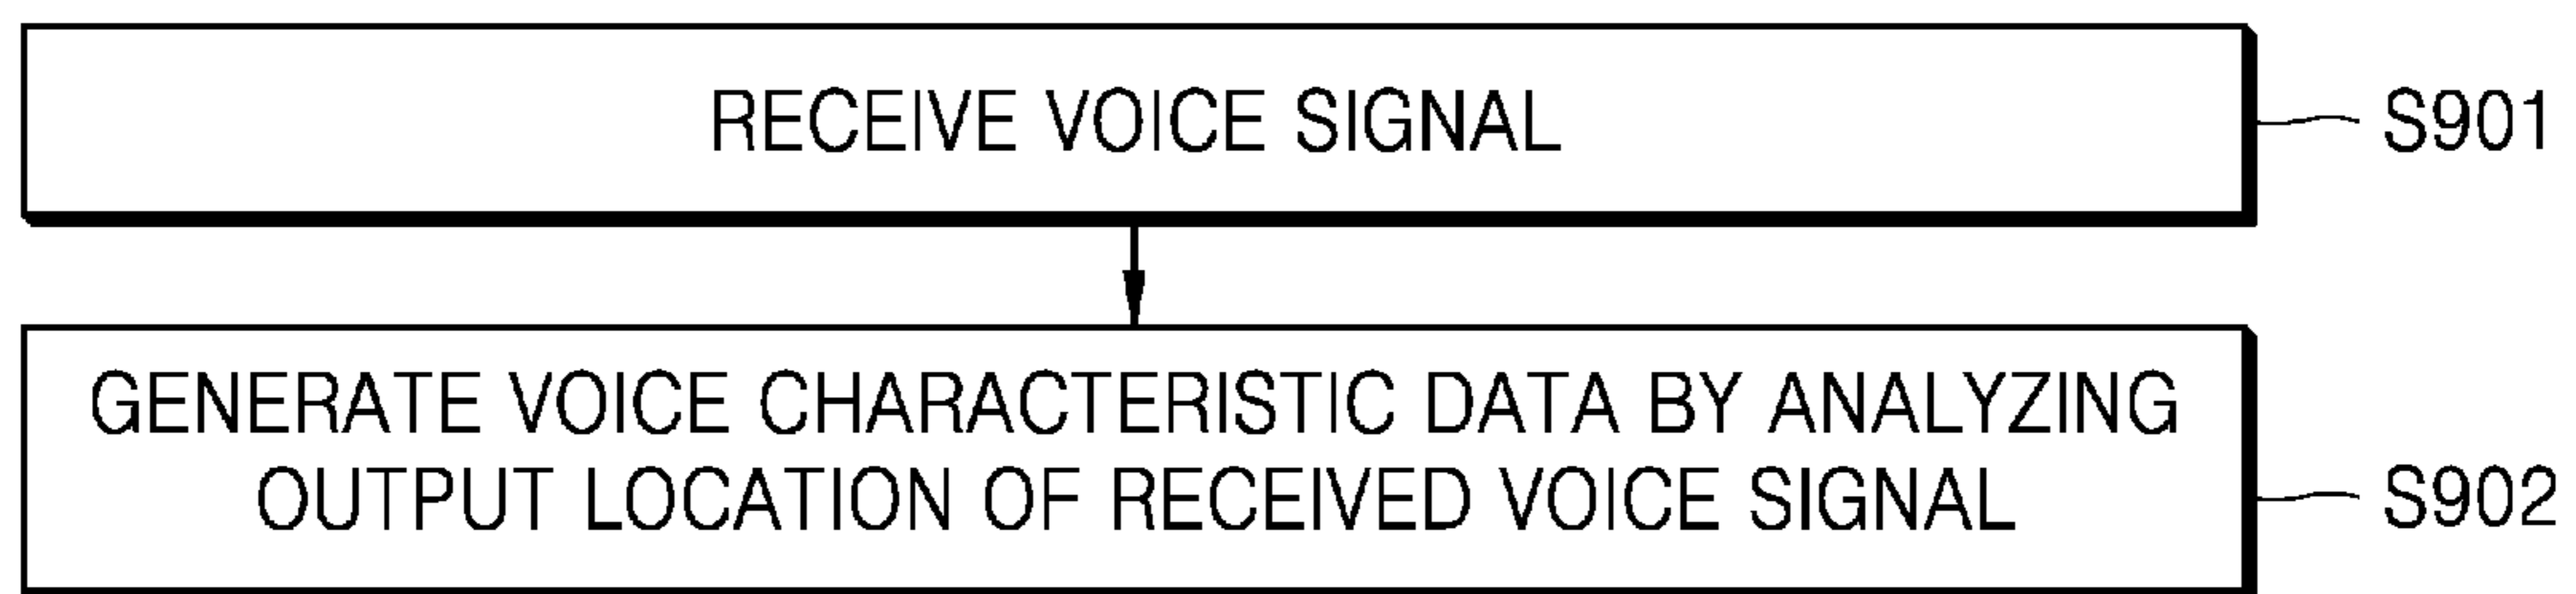 RECEIVE VOICE SIGNAL
S901
GENERATE VOICE CHARACTERISTIC DATA BY ANALYZING
OUTPUT LOCATION OF RECEIVED VOICE SIGNAL
S902